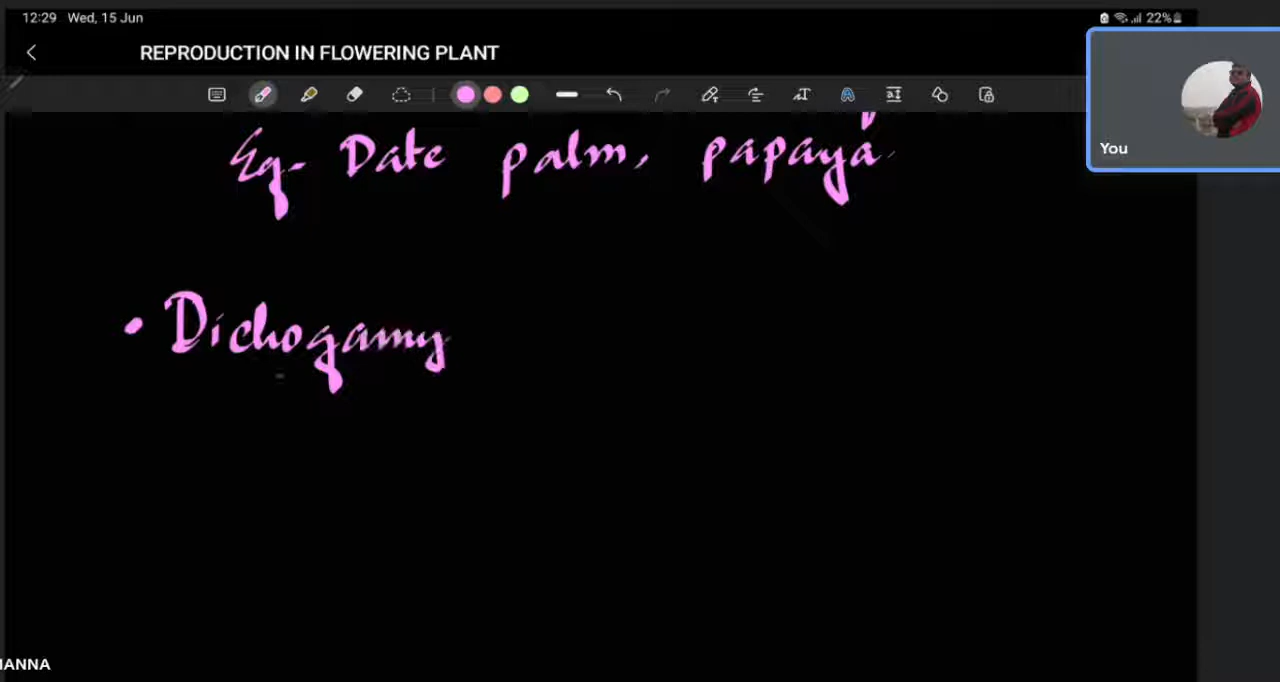 12:29 Wed, 15 Jun 22%
REPRODUCTION IN FLOWERING PLANT
You
Eg- Date palm, papaya
• Dichogamy
IANNA